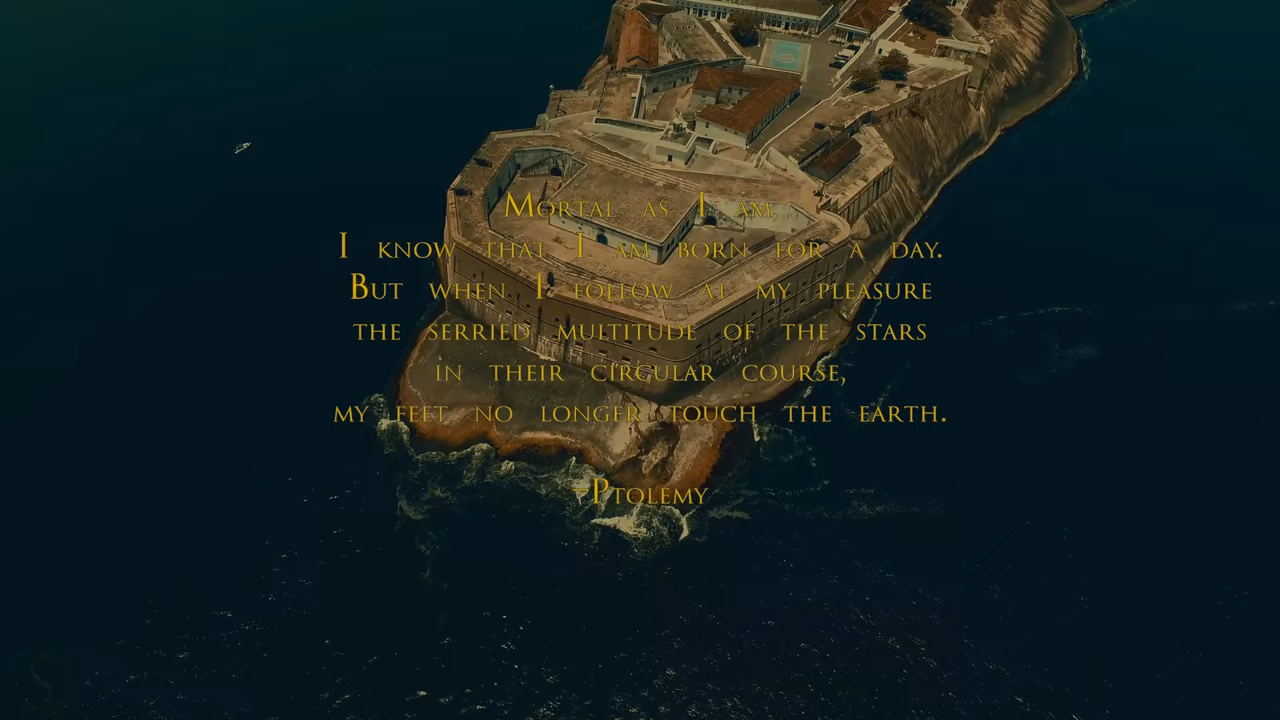 Mortal as I am,
I know that I am born for a day.
But when I follow at my pleasure
the serried multitude of the stars
in their circular course,
my feet no longer touch the earth.
-Ptolemy